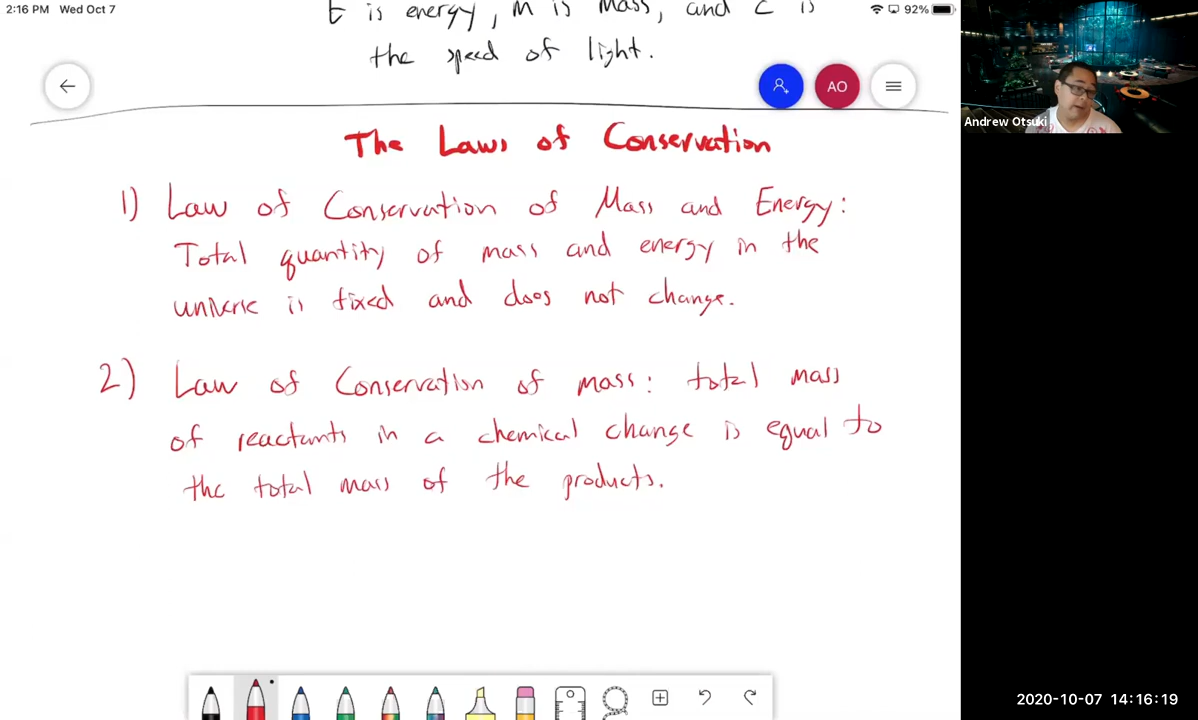 2:16 PM Wed Oct 7
92%
E is energy, m is mass, and c is
the speed of light.
AO
The Laws of Conservation
1) Law of Conservation of Mass and Energy:
Total quantity of mass and energy in the
universe is fixed and does not change.
2) Law of Conservation of mass: total mass
of reactants in a chemical change is equal to
the total mass of the products.
Andrew Otsuki
2020-10-07 14:16:19